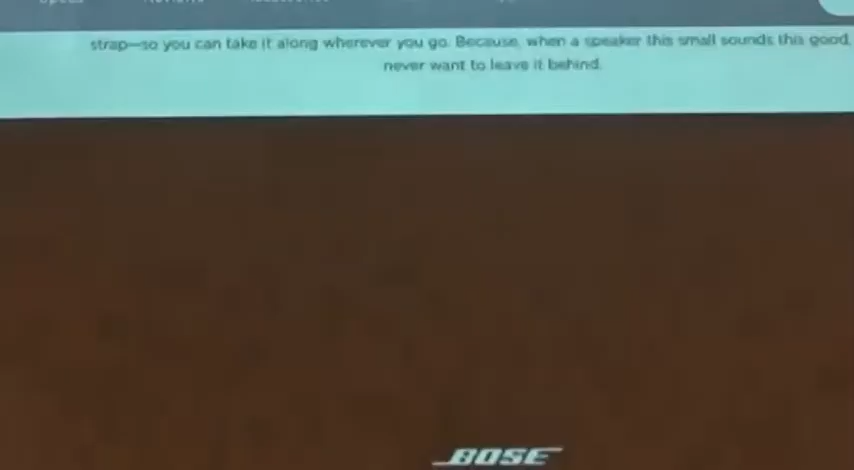 strap—so you can take it along wherever you go. Because, when a speaker this small sounds this good,
never want to leave it behind.
BOSE